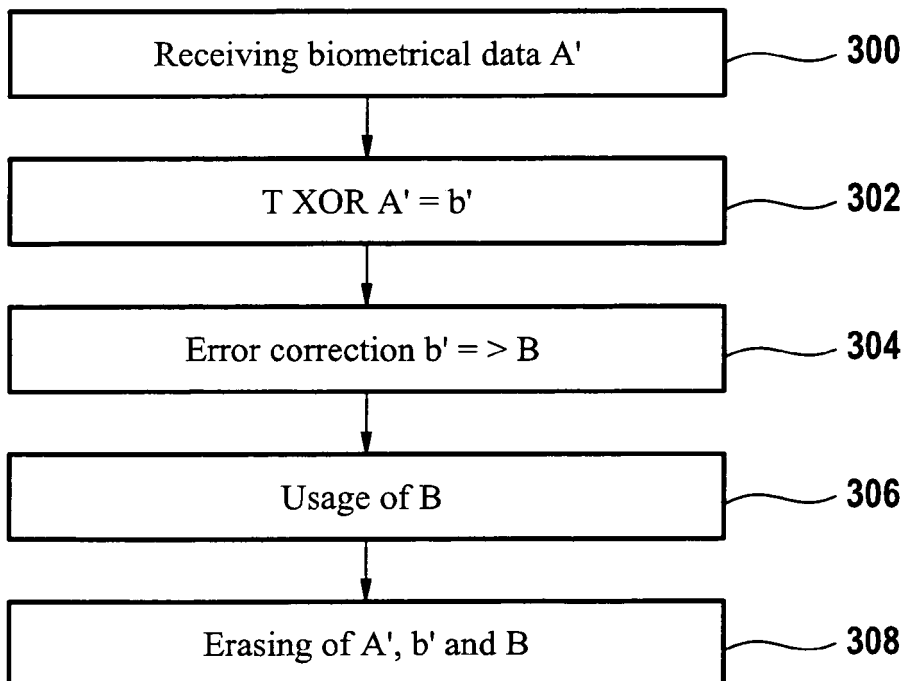 Receiving biometrical data A' 300
T XOR A' = b' 302
Error correction b' = > B 304
Usage of B 306
Erasing of A', b' and B 308